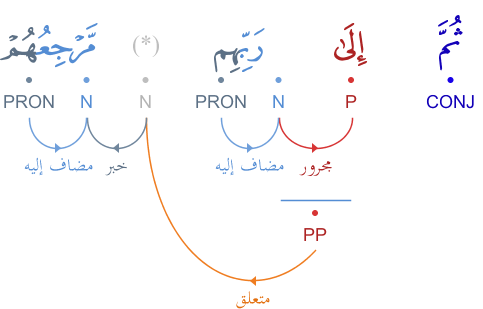 ثُمَّ إِلَىٰ رَبِّهِم (*) مَّرْجِعُهُمْ
CONJ P N PRON N N PRON
مجرور مضاف إليه خبر مضاف إليه
PP
متعلق